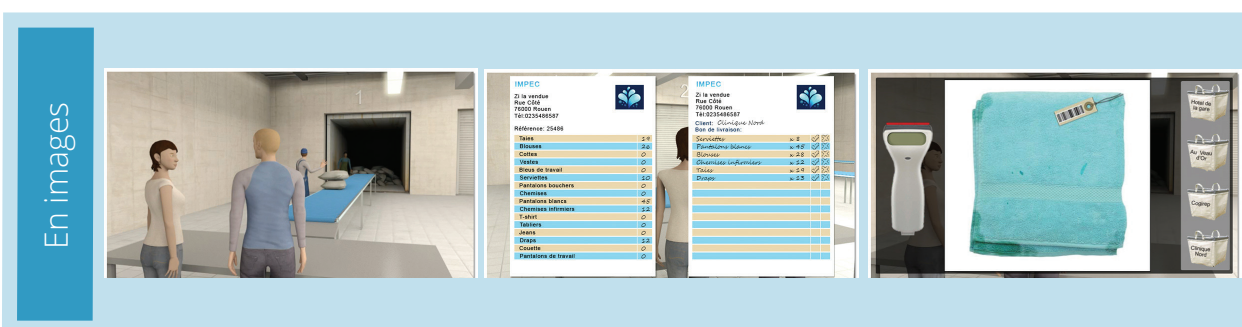 En images
1
IMPEC
Zi la vendue
Rue Côté
76000 Rouen
Tél:0235486587
Référence: 25486
Taies 19
Blouses 26
Cottes 0
Vestes 0
Bleus de travail 0
Serviettes 10
Pantalons bouchers 0
Chemises 0
Pantalons blancs 45
Chemises infirmiers 12
T-shirt 0
Tabliers 0
Jeans 0
Draps 12
Couette 0
Pantalons de travail 0
2
IMPEC
Zi la vendue
Rue Côté
76000 Rouen
Tél:0235486587
Client: Clinique Nord
Bon de livraison:
Serviettes x 8
Pantalons blancs x 45
Blouses x 28
Chemises infirmiers x 12
Taies x 19
Draps x 13
Hotel de
la gare
Au Veau
d'Or
Cogirep
Clinique
Nord